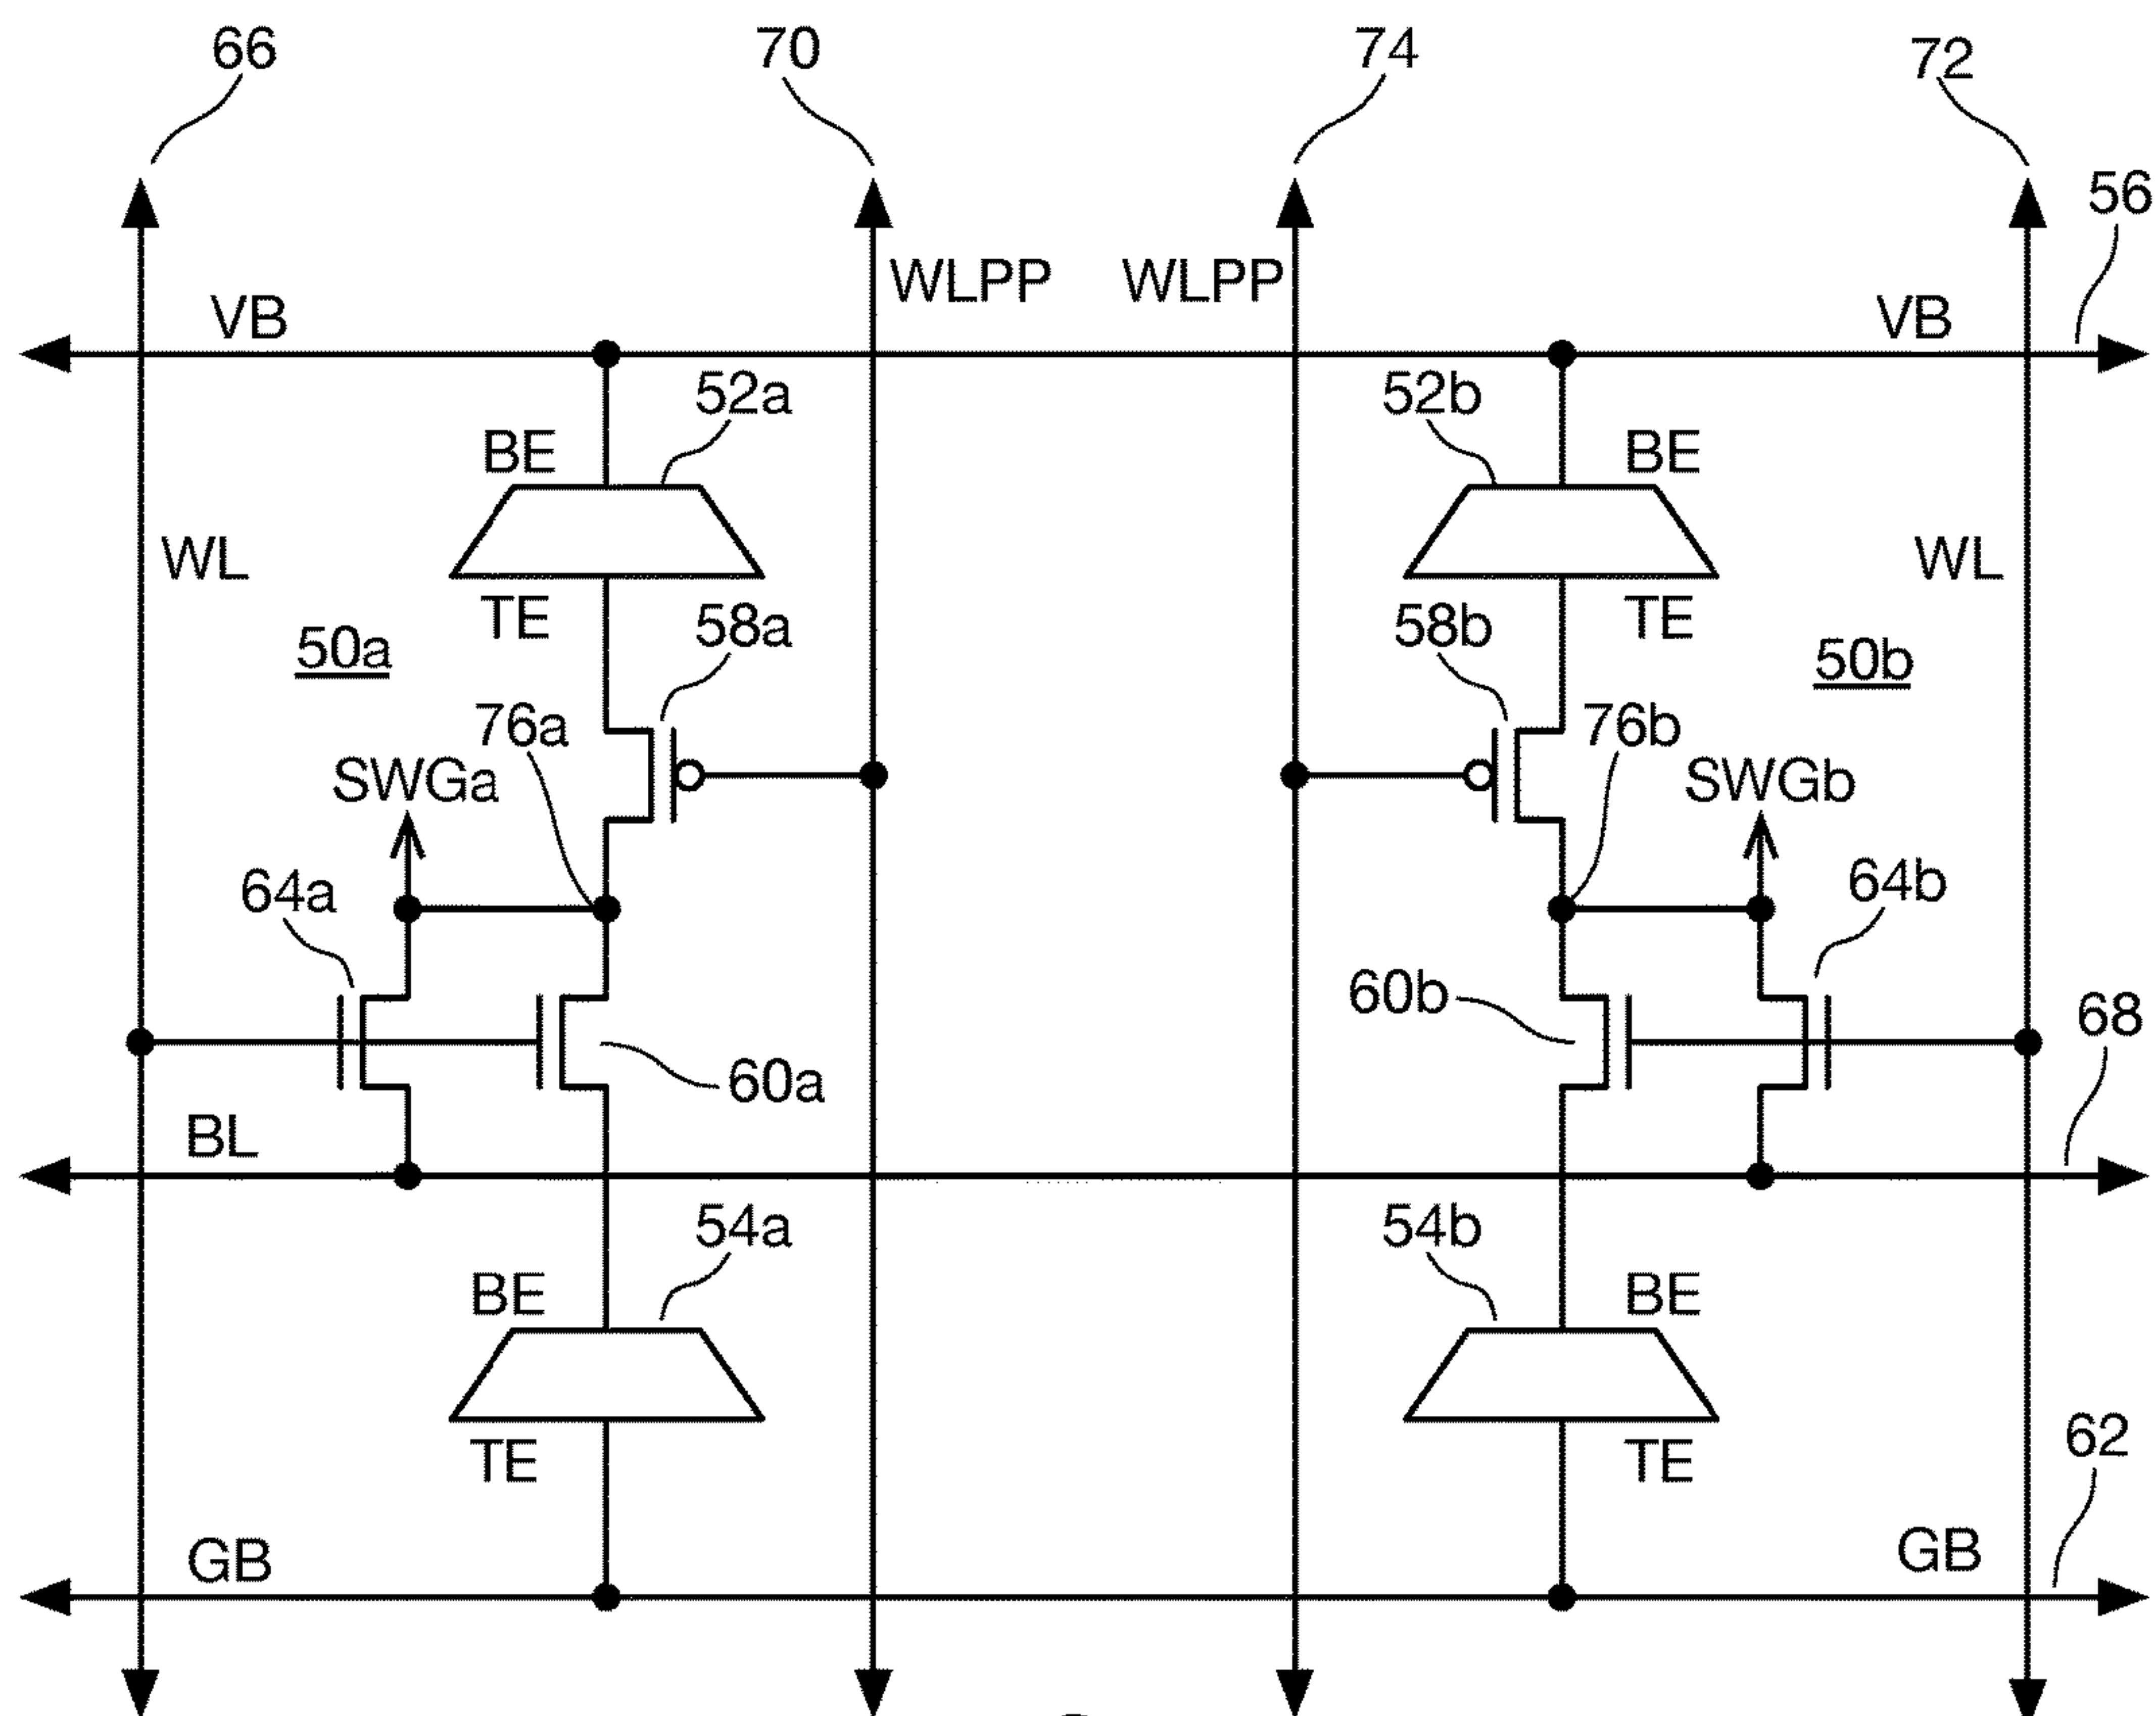 66 70 74 72
56
WLPP WLPP
VB VB
52a 52b
BE BE
WL WL
TE TE
58a 58b
50a 50b
76a 76b
SWGa SWGb
64a 64b
60b 68
60a
BL
54a 54b
BE BE
62
TE TE
GB GB